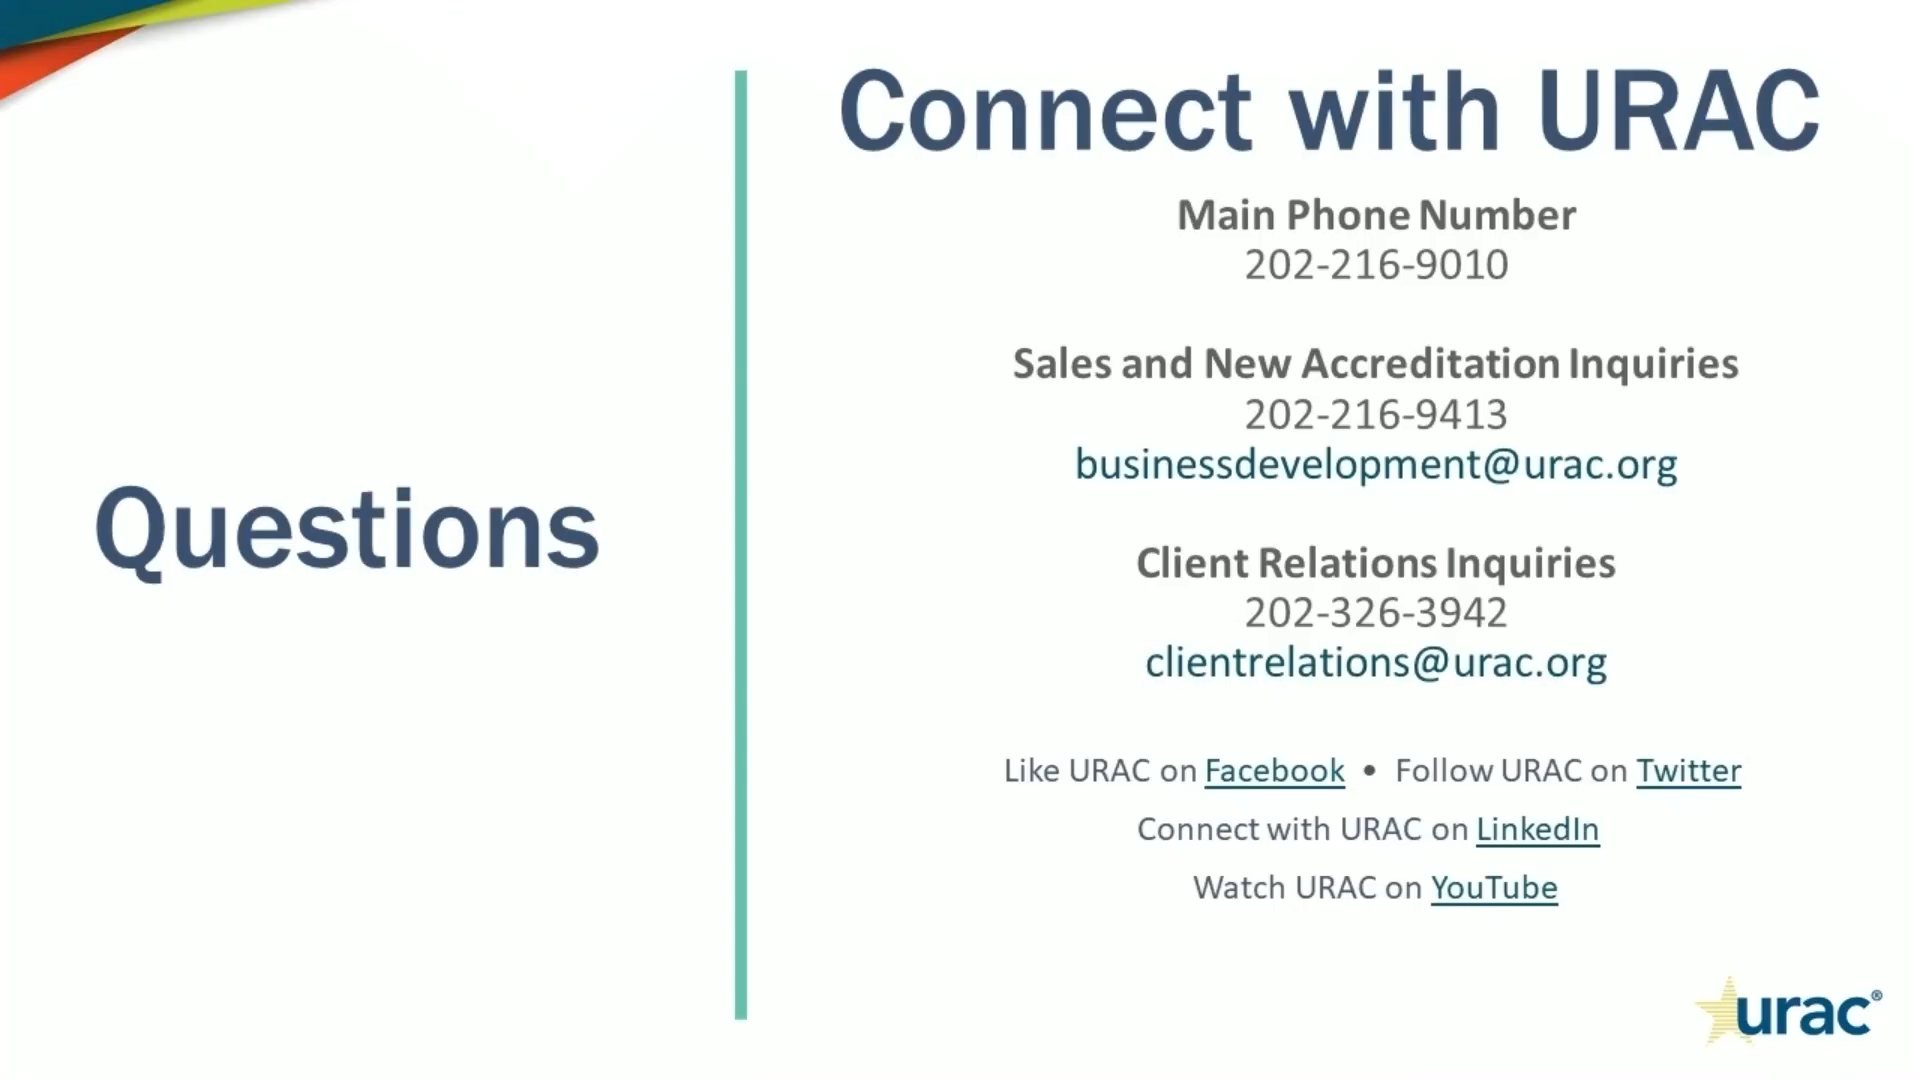 Questions
Connect with URAC
Main Phone Number
202-216-9010
Sales and New Accreditation Inquiries
202-216-9413
businessdevelopment@urac.org
Client Relations Inquiries
202-326-3942
clientrelations@urac.org
Like URAC on Facebook • Follow URAC on Twitter
Connect with URAC on LinkedIn
Watch URAC on YouTube
urac®